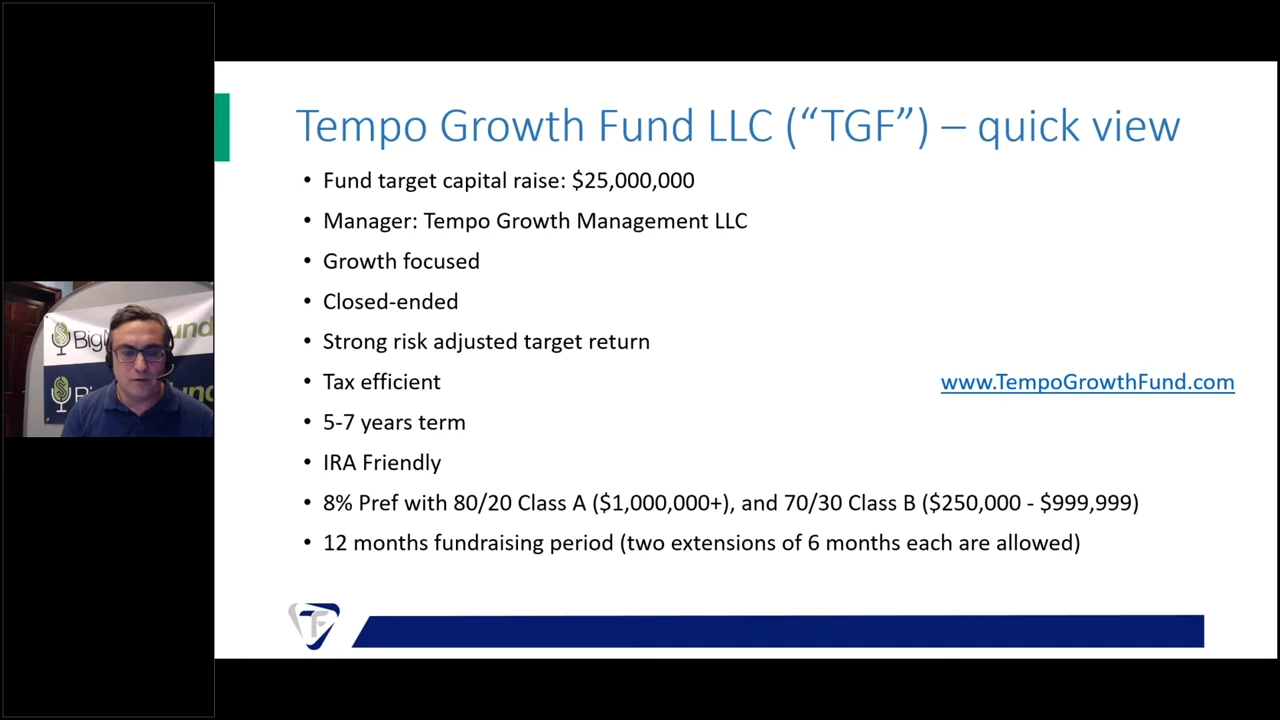 Tempo Growth Fund LLC (“TGF”) – quick view
• Fund target capital raise: $25,000,000
• Manager: Tempo Growth Management LLC
• Growth focused
• Closed-ended
• Strong risk adjusted target return
• Tax efficient
www.TempoGrowthFund.com
• 5-7 years term
• IRA Friendly
• 8% Pref with 80/20 Class A ($1,000,000+), and 70/30 Class B ($250,000 - $999,999)
• 12 months fundraising period (two extensions of 6 months each are allowed)
TF